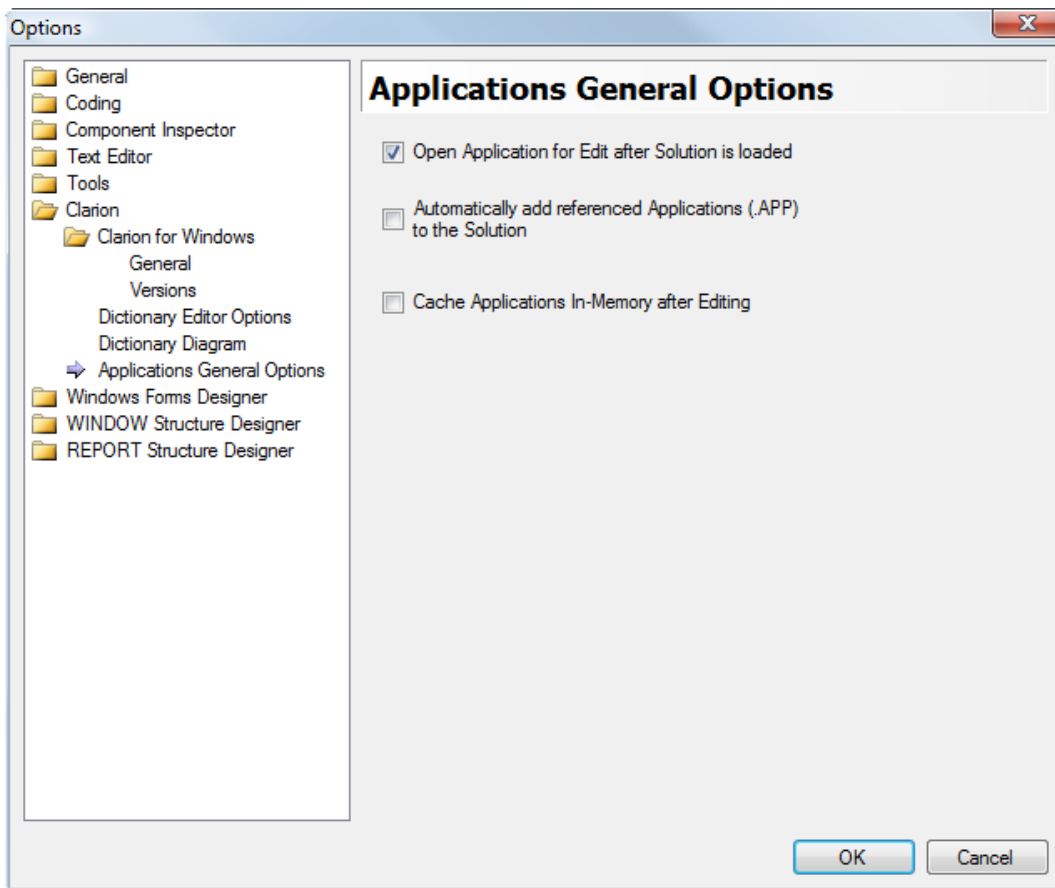 Options
General
Coding
Component Inspector
Text Editor
Tools
Clarion
Clarion for Windows
General
Versions
Dictionary Editor Options
Dictionary Diagram
Applications General Options
Windows Forms Designer
WINDOW Structure Designer
REPORT Structure Designer
Applications General Options
Open Application for Edit after Solution is loaded
Automatically add referenced Applications (.APP)
to the Solution
Cache Applications In-Memory after Editing
OK
Cancel